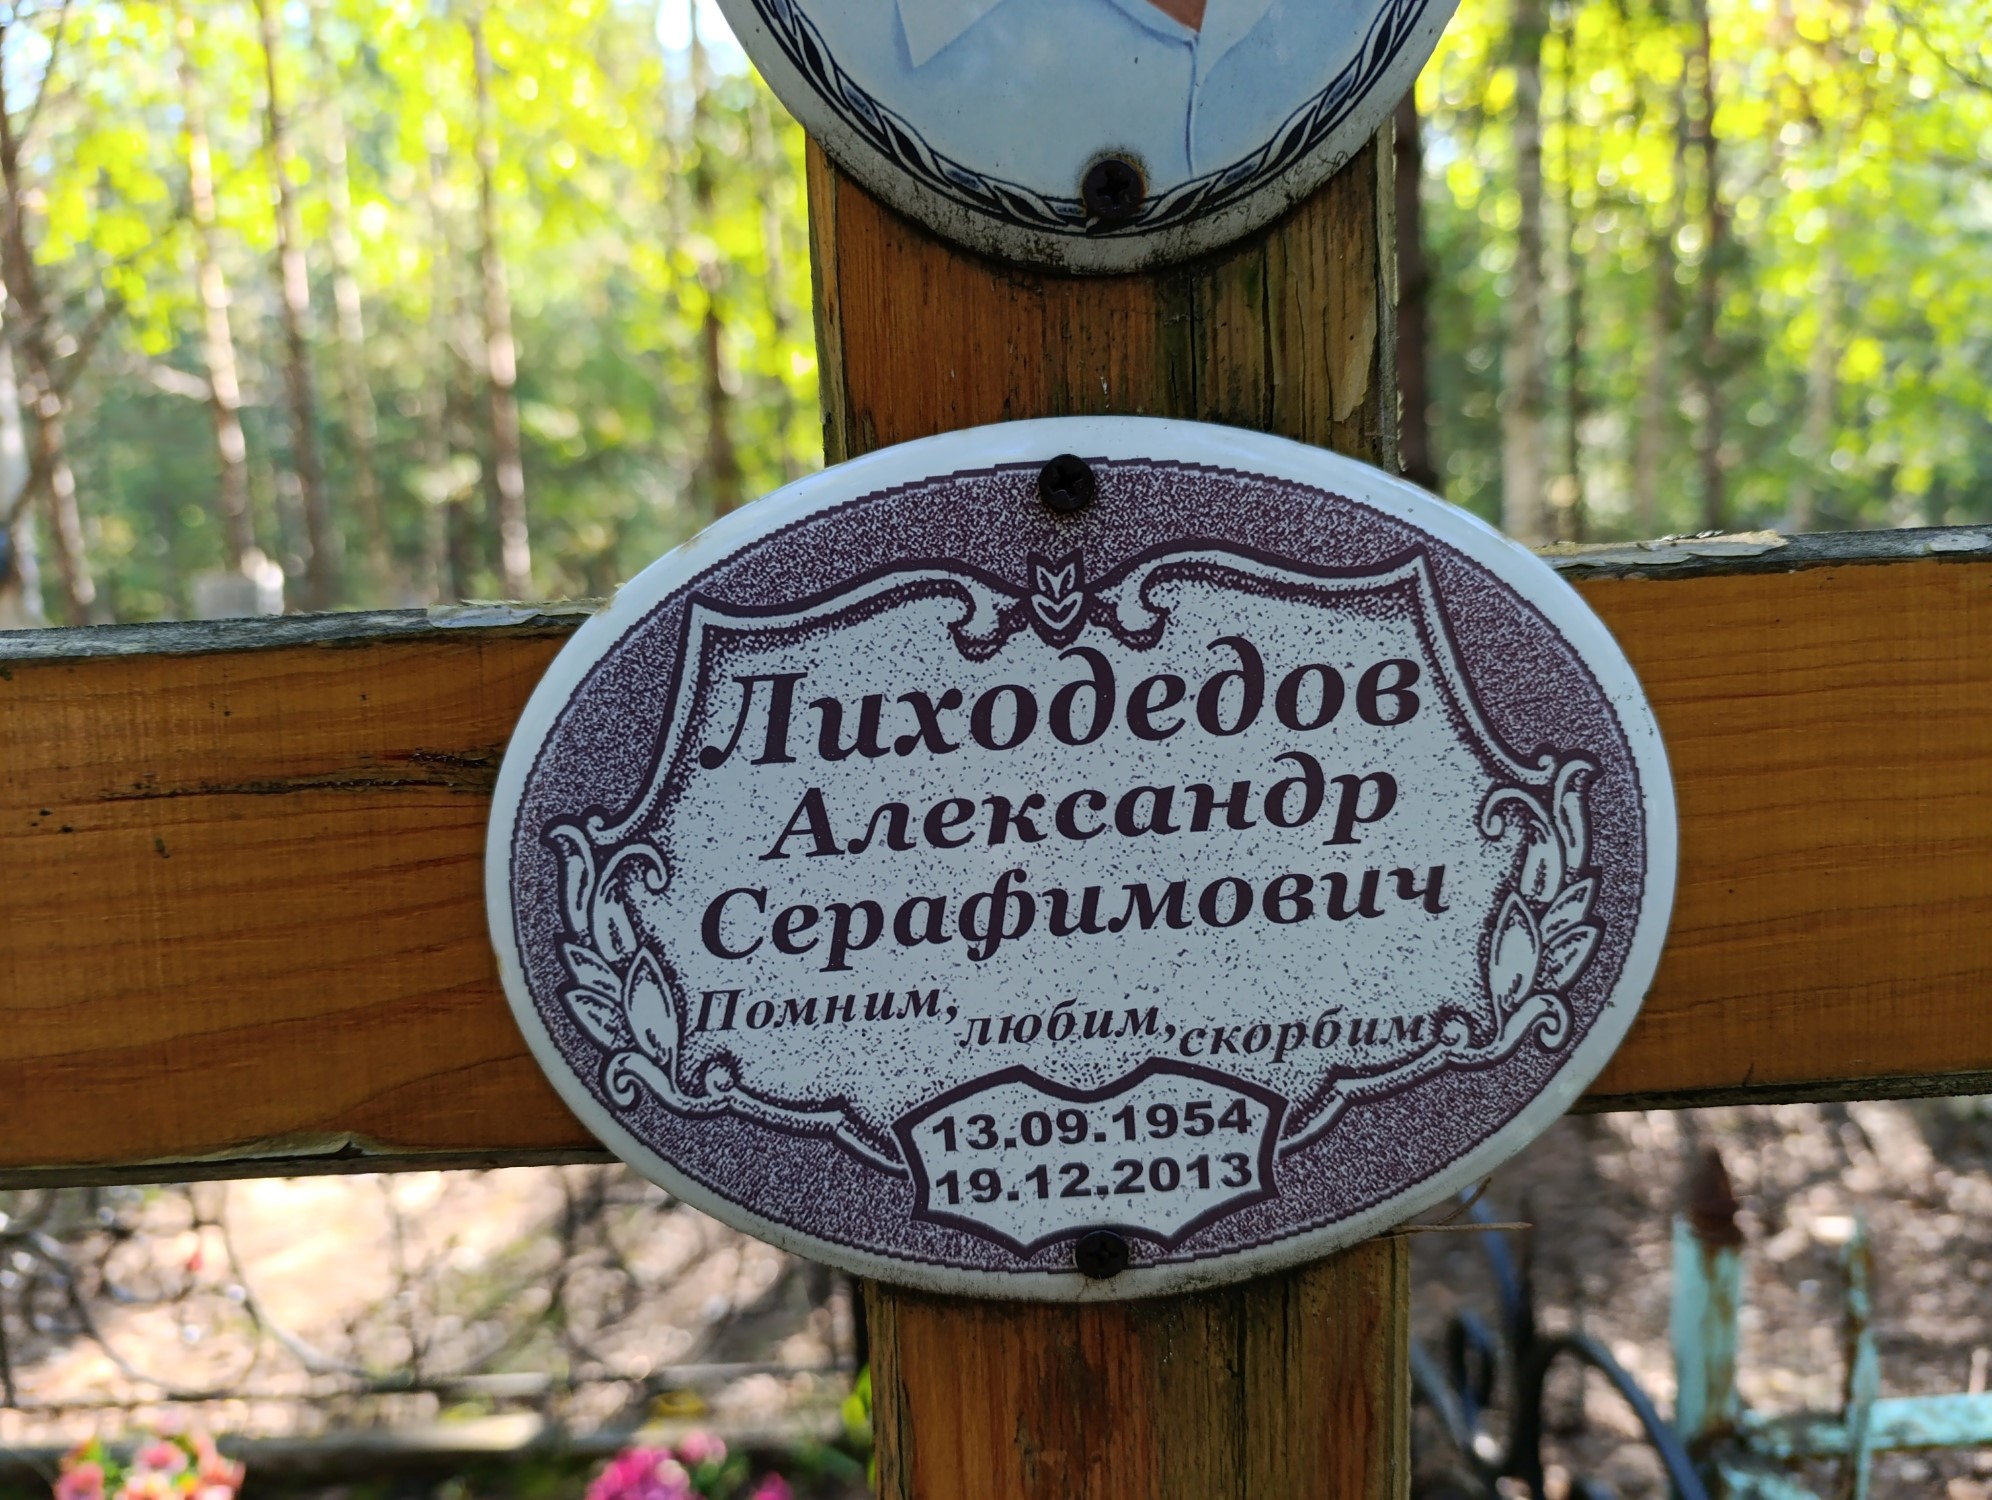 Лиходедов
Александр
Серафимович
Помним, любим, скорбим
13.09.1954
19.12.2013